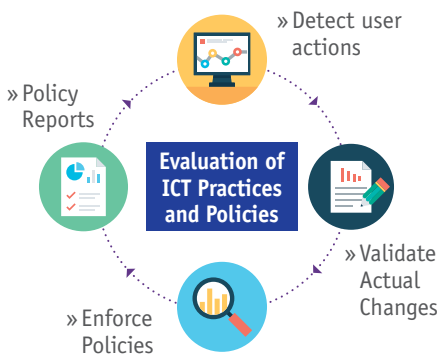 » Detect user
actions
» Policy
Reports
Evaluation of
ICT Practices
and Policies
» Validate
Actual
Changes
» Enforce
Policies